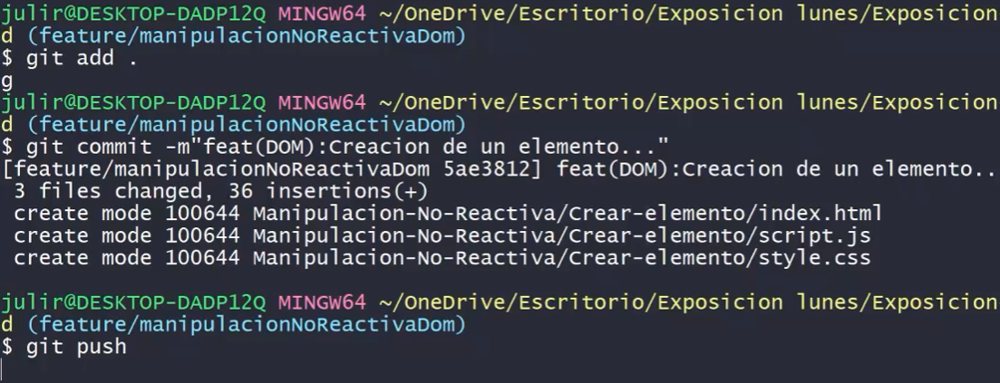 julir@DESKTOP-DADP12Q MINGW64 ~/OneDrive/Escritorio/Exposicion lunes/Exposicion
d (feature/manipulacionNoReactivaDom)
$ git add .
g
julir@DESKTOP-DADP12Q MINGW64 ~/OneDrive/Escritorio/Exposicion lunes/Exposicion
d (feature/manipulacionNoReactivaDom)
$ git commit -m"feat(DOM):Creacion de un elemento..."
[feature/manipulacionNoReactivaDom 5ae3812] feat(DOM):Creacion de un elemento..
 3 files changed, 36 insertions(+)
 create mode 100644 Manipulacion-No-Reactiva/Crear-elemento/index.html
 create mode 100644 Manipulacion-No-Reactiva/Crear-elemento/script.js
 create mode 100644 Manipulacion-No-Reactiva/Crear-elemento/style.css
julir@DESKTOP-DADP12Q MINGW64 ~/OneDrive/Escritorio/Exposicion lunes/Exposicion
d (feature/manipulacionNoReactivaDom)
$ git push